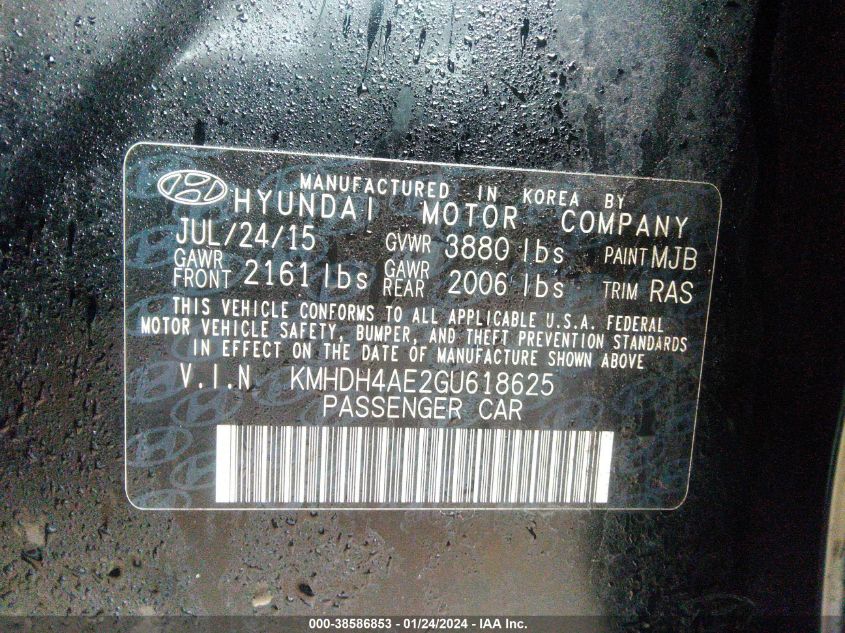 MANUFACTURED IN KOREA BY
HYUNDAI MOTOR COMPANY
JUL/24/15 GVWR 3880 lbs PAINT MJB
GAWR FRONT 2161 lbs GAWR REAR 2006 lbs TRIM RAS
THIS VEHICLE CONFORMS TO ALL APPLICABLE U.S.A. FEDERAL
MOTOR VEHICLE SAFETY, BUMPER, AND THEFT PREVENTION STANDARDS
IN EFFECT ON THE DATE OF MANUFACTURE SHOWN ABOVE
V.I.N KMHDH4AE2GU618625
PASSENGER CAR
000-38586853 - 01/24/2024 - IAA Inc.